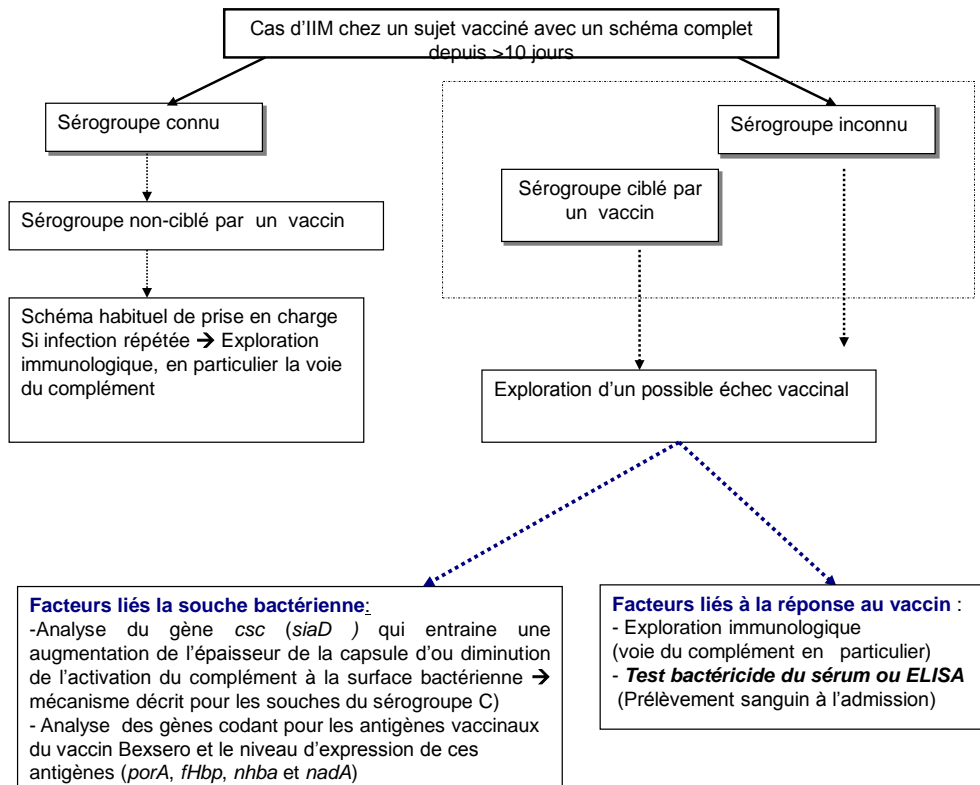 Cas d’IIM chez un sujet vacciné avec un schéma complet
depuis >10 jours
Sérogroupe connu
Sérogroupe inconnu
Sérogroupe ciblé par
un vaccin
Sérogroupe non-ciblé par un vaccin
Schéma habituel de prise en charge
Si infection répétée → Exploration
immunologique, en particulier la voie
du complément
Exploration d’un possible échec vaccinal
Facteurs liés la souche bactérienne:
-Analyse du gène csc (siaD ) qui entraine une
augmentation de l’épaisseur de la capsule d’ou diminution
de l’activation du complément à la surface bactérienne →
mécanisme décrit pour les souches du sérogroupe C)
- Analyse des gènes codant pour les antigènes vaccinaux
du vaccin Bexsero et le niveau d’expression de ces
antigènes (porA, fHbp, nhba et nadA)
Facteurs liés à la réponse au vaccin :
- Exploration immunologique
(voie du complément en particulier)
- Test bactéricide du sérum ou ELISA
(Prélèvement sanguin à l’admission)